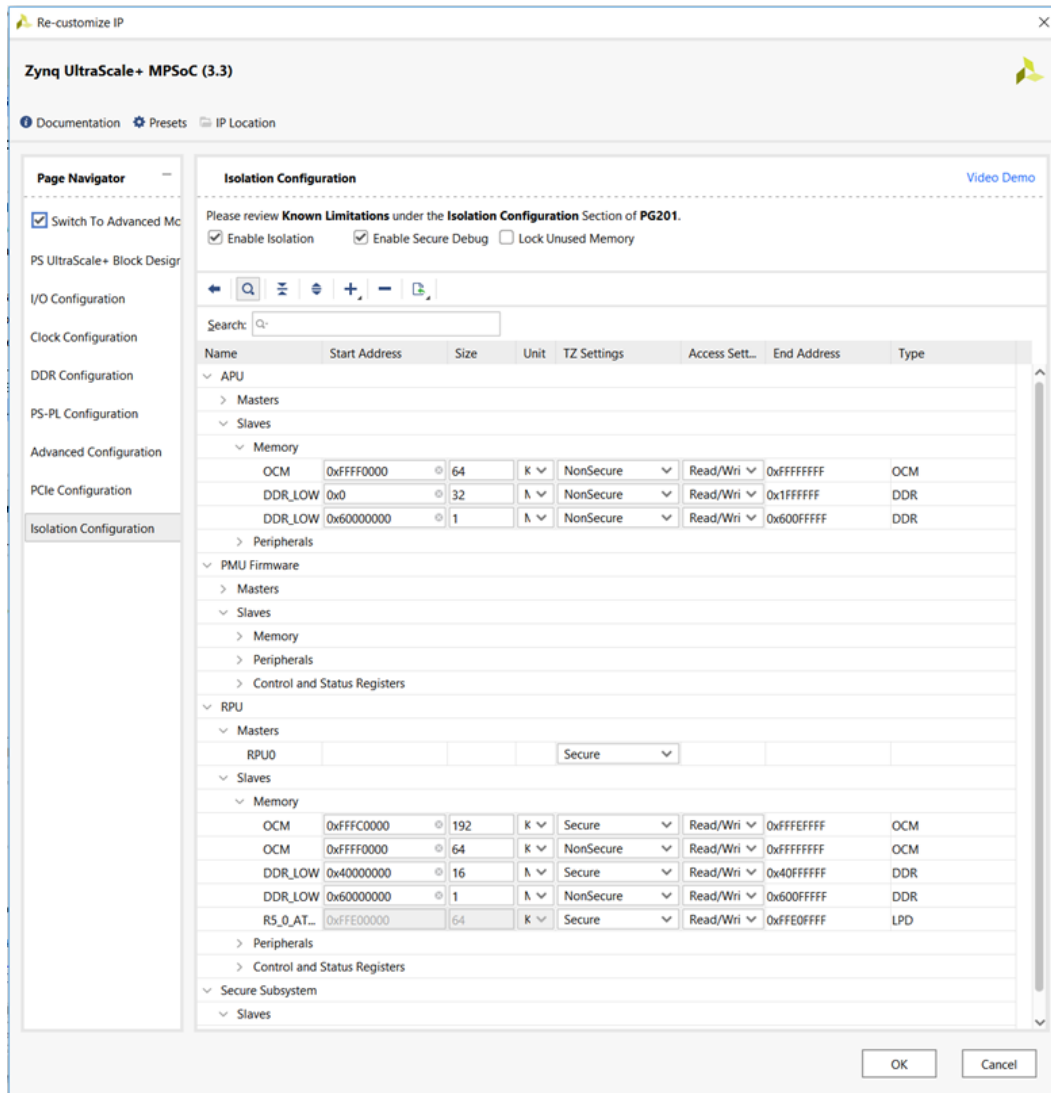 Re-customize IP
Zynq UltraScale+ MPSoC (3.3)
Documentation Presets IP Location
Page Navigator
Switch To Advanced Mc
PS UltraScale+ Block Desigr
I/O Configuration
Clock Configuration
DDR Configuration
PS-PL Configuration
Advanced Configuration
PCIe Configuration
Isolation Configuration
Isolation Configuration Video Demo
Please review Known Limitations under the Isolation Configuration Section of PG201.
Enable Isolation Enable Secure Debug Lock Unused Memory
Search:
Name Start Address Size Unit TZ Settings Access Sett... End Address Type
APU
Masters
Slaves
Memory
OCM 0xFFFF0000 64 K NonSecure Read/Wri 0xFFFFFFFF OCM
DDR_LOW 0x0 32 NonSecure Read/Wri 0x1FFFFFF DDR
DDR_LOW 0x60000000 1 NonSecure Read/Wri 0x600FFFFF DDR
Peripherals
PMU Firmware
Masters
Slaves
Memory
Peripherals
Control and Status Registers
RPU
Masters
RPU0 Secure
Slaves
Memory
OCM 0xFFFC0000 192 K Secure Read/Wri 0xFFFEFFFF OCM
OCM 0xFFFF0000 64 K NonSecure Read/Wri 0xFFFFFFFF OCM
DDR_LOW 0x40000000 16 Secure Read/Wri 0x40FFFFFF DDR
DDR_LOW 0x60000000 1 NonSecure Read/Wri 0x600FFFFF DDR
R5_0_AT... 0xFFE00000 64 K Secure Read/Wri 0xFFE0FFFF LPD
Peripherals
Control and Status Registers
Secure Subsystem
Slaves
OK Cancel